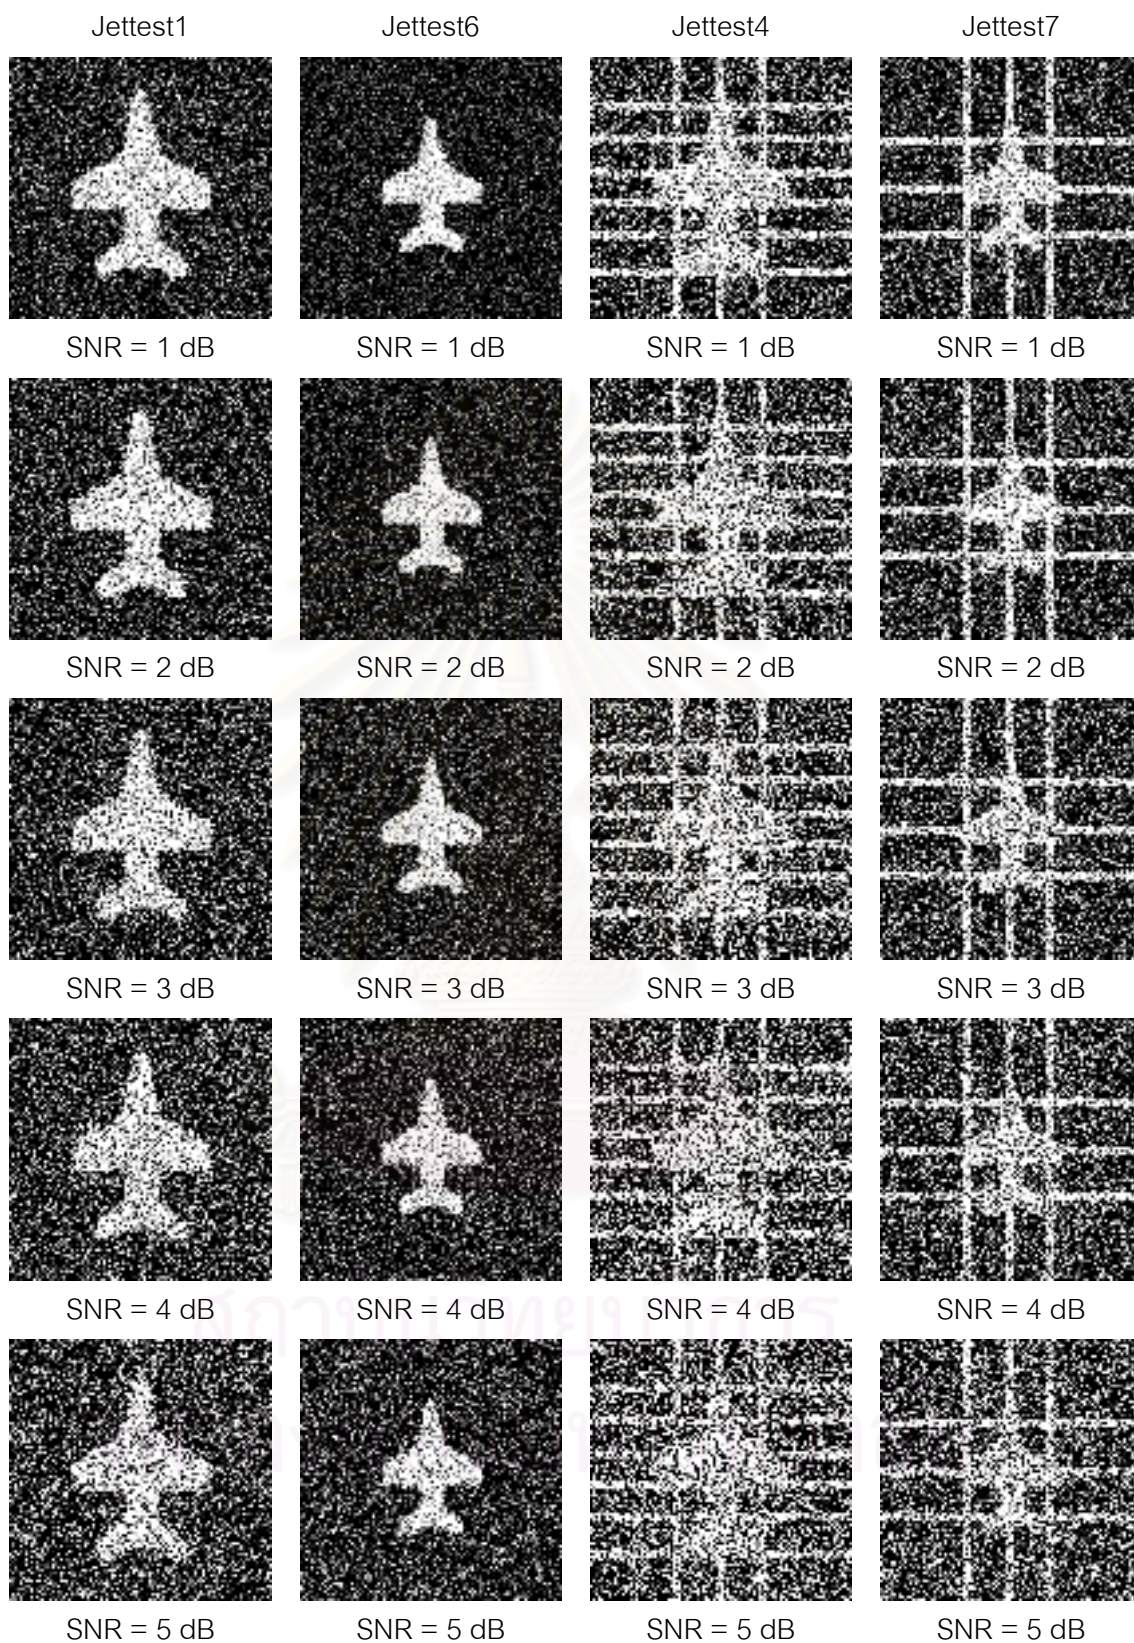 Jettest1 Jettest6 Jettest4 Jettest7
SNR = 1 dB SNR = 1 dB SNR = 1 dB SNR = 1 dB
SNR = 2 dB SNR = 2 dB SNR = 2 dB SNR = 2 dB
SNR = 3 dB SNR = 3 dB SNR = 3 dB SNR = 3 dB
SNR = 4 dB SNR = 4 dB SNR = 4 dB SNR = 4 dB
SNR = 5 dB SNR = 5 dB SNR = 5 dB SNR = 5 dB